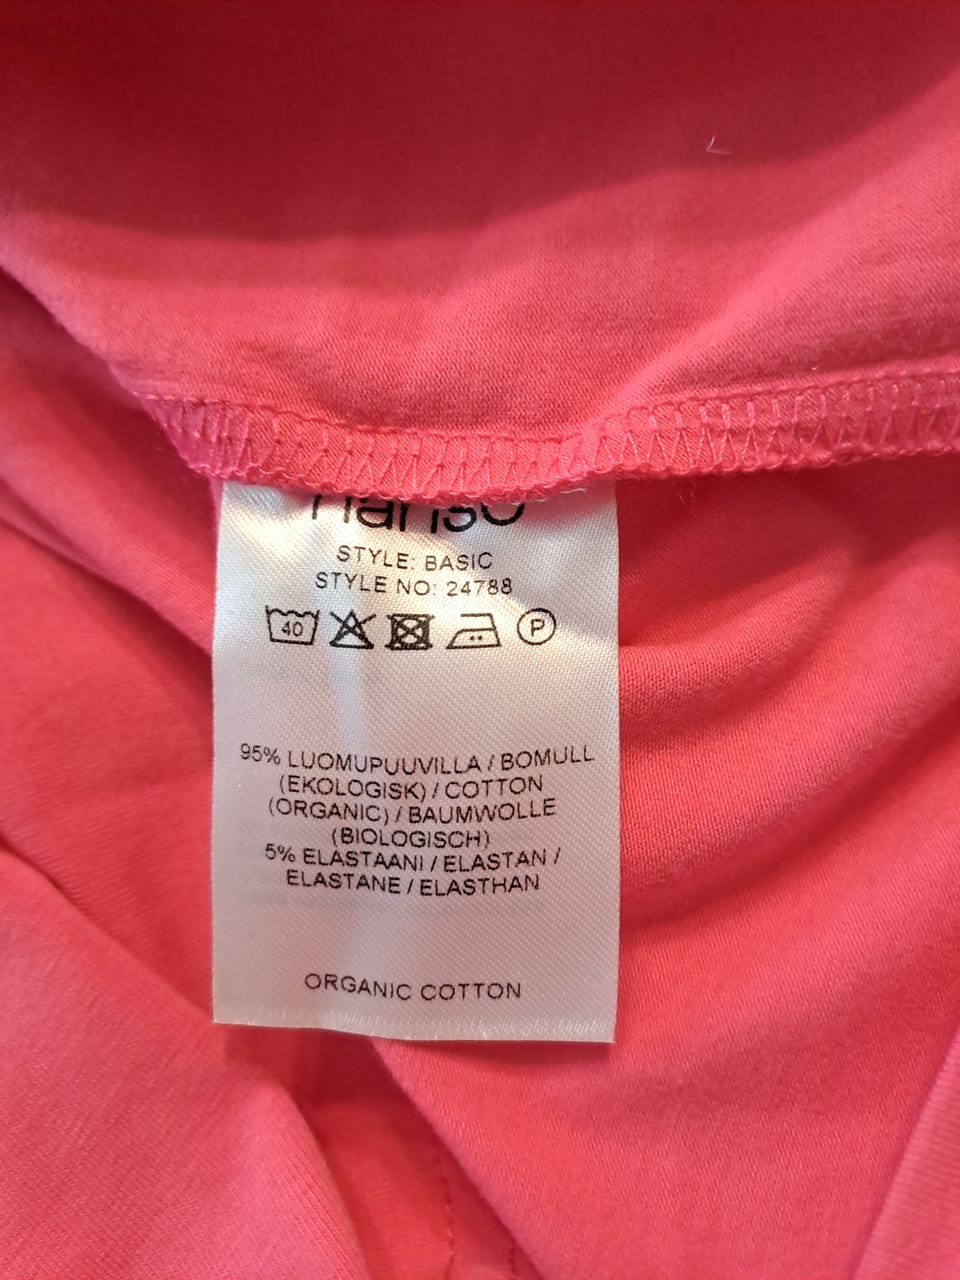 nanso
STYLE: BASIC
STYLE NO: 24788
40 P
95% LUOMUPUUVILLA / BOMULL
(EKOLOGISK) / COTTON
(ORGANIC) / BAUMWOLLE
(BIOLOGISCH)
5% ELASTAANI / ELASTAN /
ELASTANE / ELASTHAN
ORGANIC COTTON